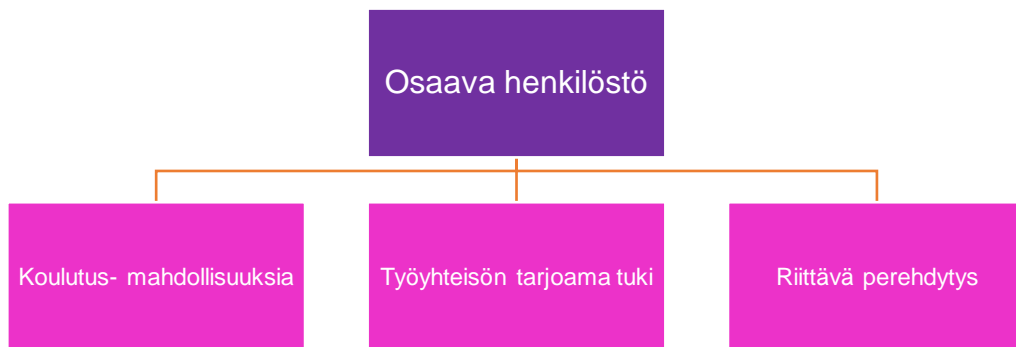 Osaava henkilöstö
Koulutus- mahdollisuuksia
Työyhteisön tarjoama tuki
Riittävä perehdytys